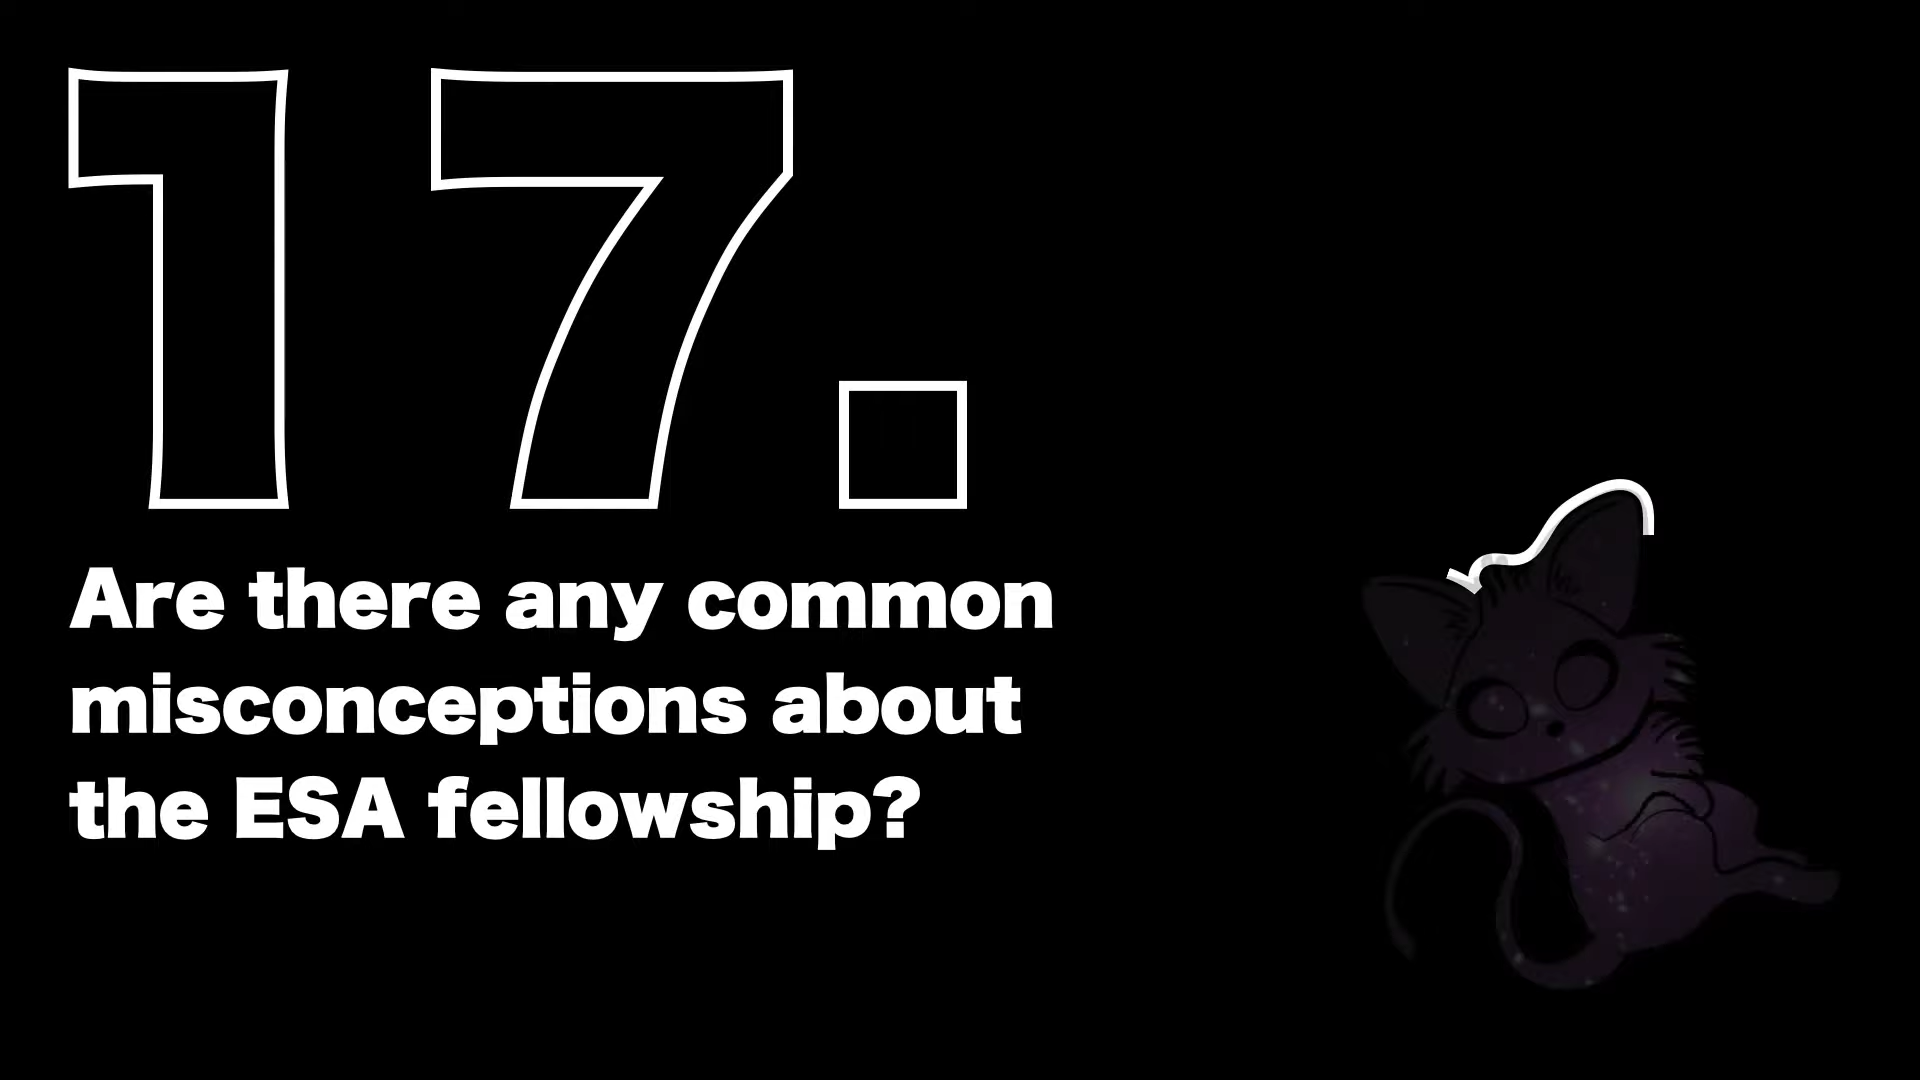 17.
Are there any common
misconceptions about
the ESA fellowship?